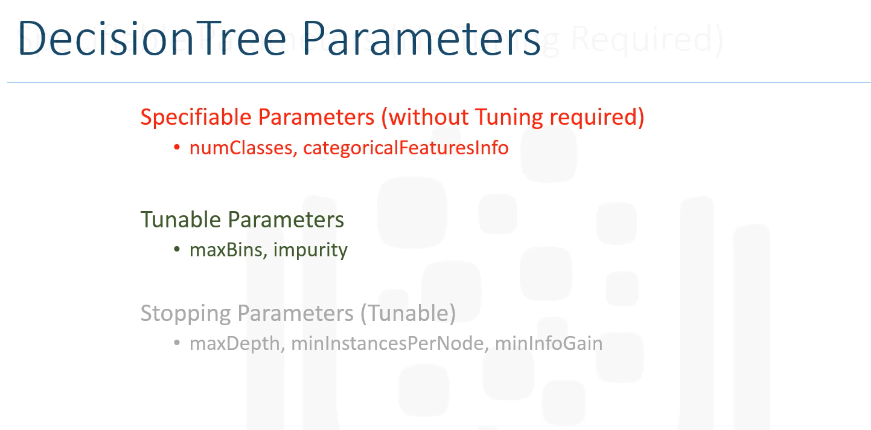 DecisionTree Parameters
Specifiable Parameters (without Tuning required)
• numClasses, categoricalFeaturesInfo
Tunable Parameters
• maxBins, impurity
Stopping Parameters (Tunable)
• maxDepth, minInstancesPerNode, minInfoGain